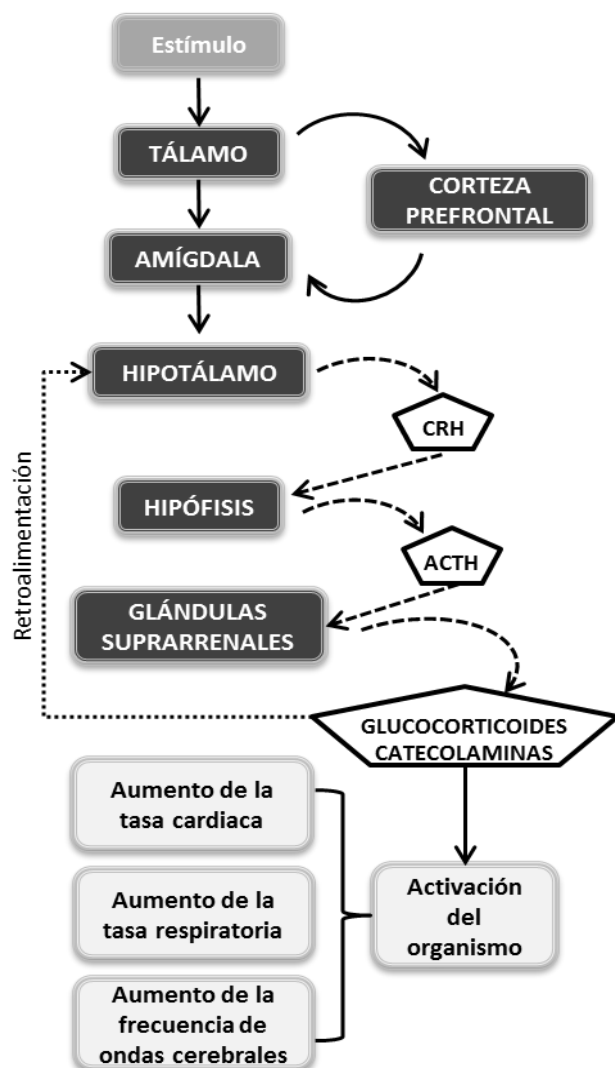 Estímulo
TÁLAMO
CORTEZA
PREFRONTAL
AMÍGDALA
HIPOTÁLAMO
CRH
Retroalimentación
HIPÓFISIS
ACTH
GLÁNDULAS
SUPRARRENALES
GLUCOCORTICOIDES
CATECOLAMINAS
Aumento de la
tasa cardiaca
Aumento de la
tasa respiratoria
Activación
del
organismo
Aumento de la
frecuencia de
ondas cerebrales